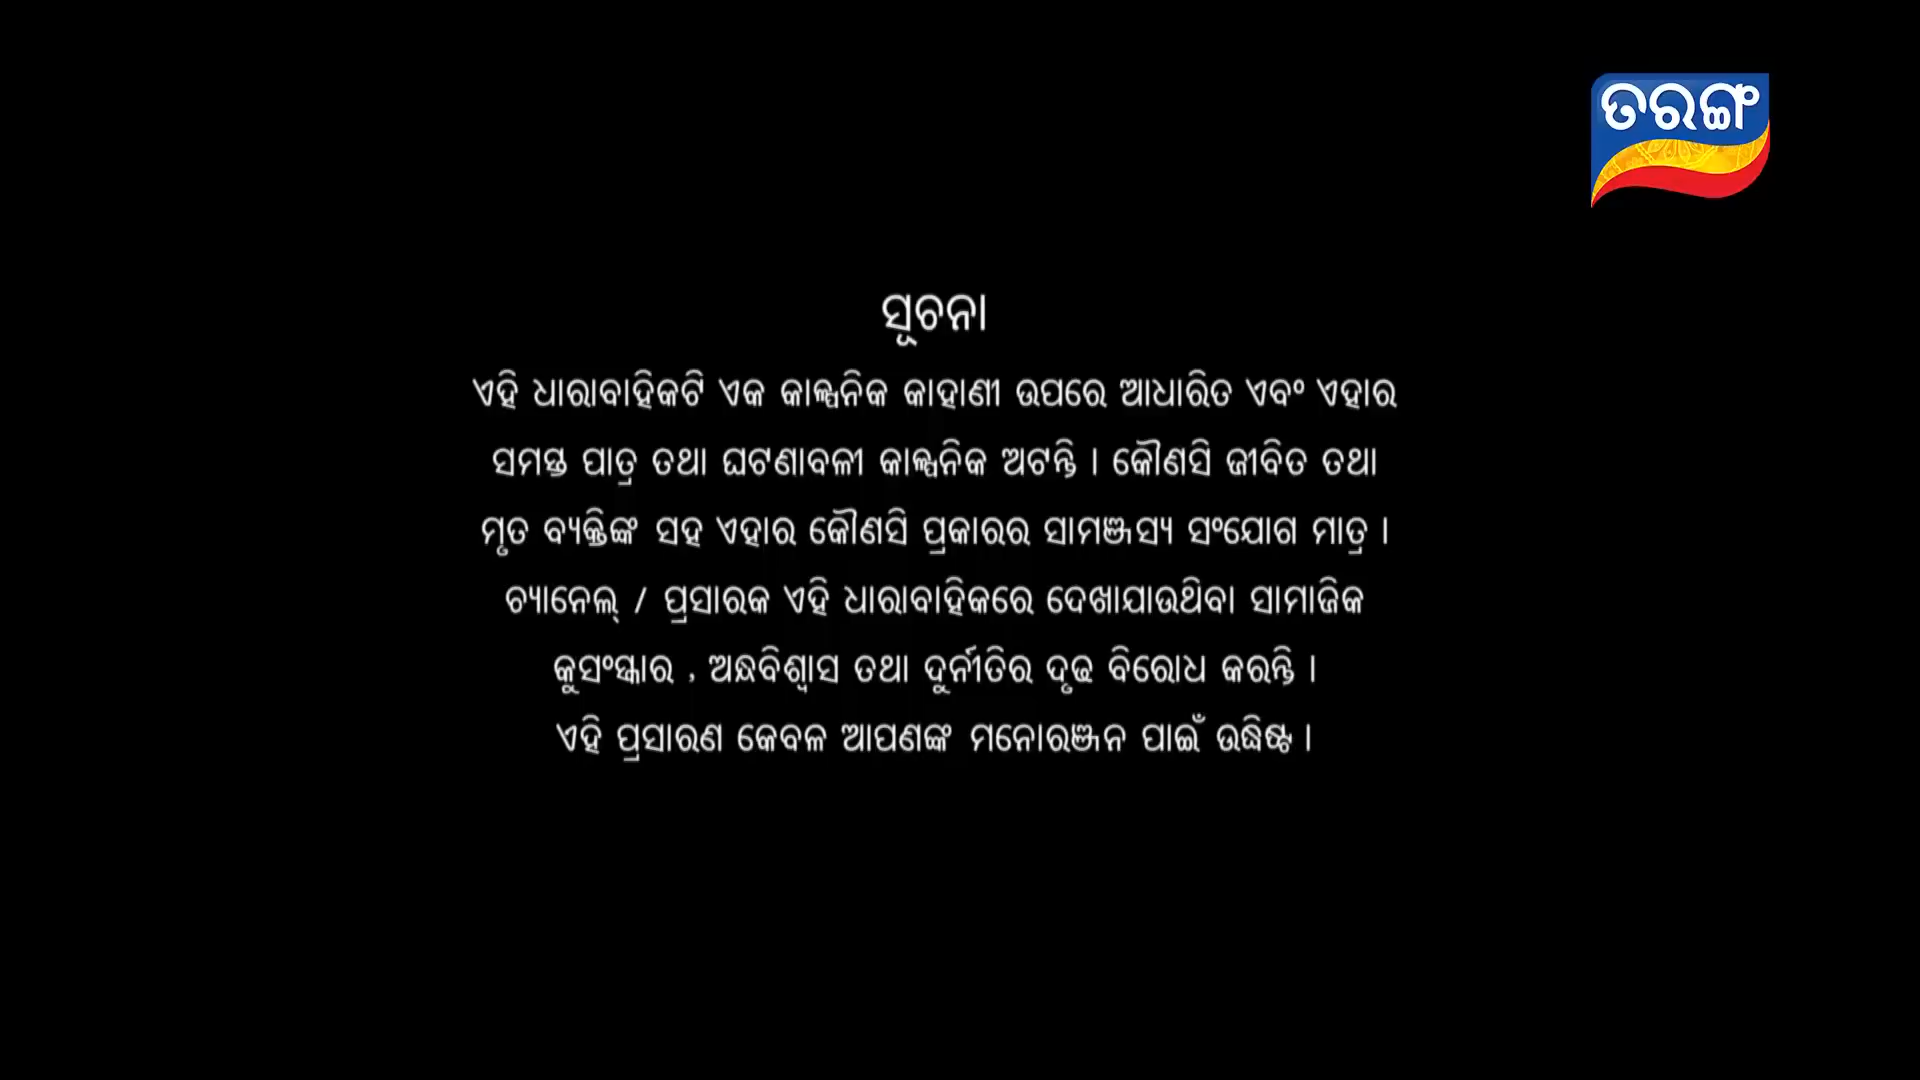 ତରଙ୍ଗ
ସୂଚନା
ଏହି ଧାରାବାହିକଟି ଏକ କାଳ୍ପନିକ କାହାଣୀ ଉପରେ ଆଧାରିତ ଏବଂ ଏହାର
ସମସ୍ତ ପାତ୍ର ତଥା ଘଟଣାବଳୀ କାଳ୍ପନିକ ଅଟନ୍ତି । କୌଣସି ଜୀବିତ ତଥା
ମୃତ ବ୍ୟକ୍ତିଙ୍କ ସହ ଏହାର କୌଣସି ପ୍ରକାରର ସାମଞ୍ଜସ୍ୟ ସଂଯୋଗ ମାତ୍ର ।
ଚ୍ୟାନେଲ୍ / ପ୍ରସାରକ ଏହି ଧାରାବାହିକରେ ଦେଖାଯାଉଥିବା ସାମାଜିକ
କୁସଂସ୍କାର , ଅନ୍ଧବିଶ୍ୱାସ ତଥା ଦୁର୍ନୀତିର ଦୃଢ ବିରୋଧ କରନ୍ତି ।
ଏହି ପ୍ରସାରଣ କେବଳ ଆପଣଙ୍କ ମନୋରଞ୍ଜନ ପାଇଁ ଉଦ୍ଧିଷ୍ଟ ।